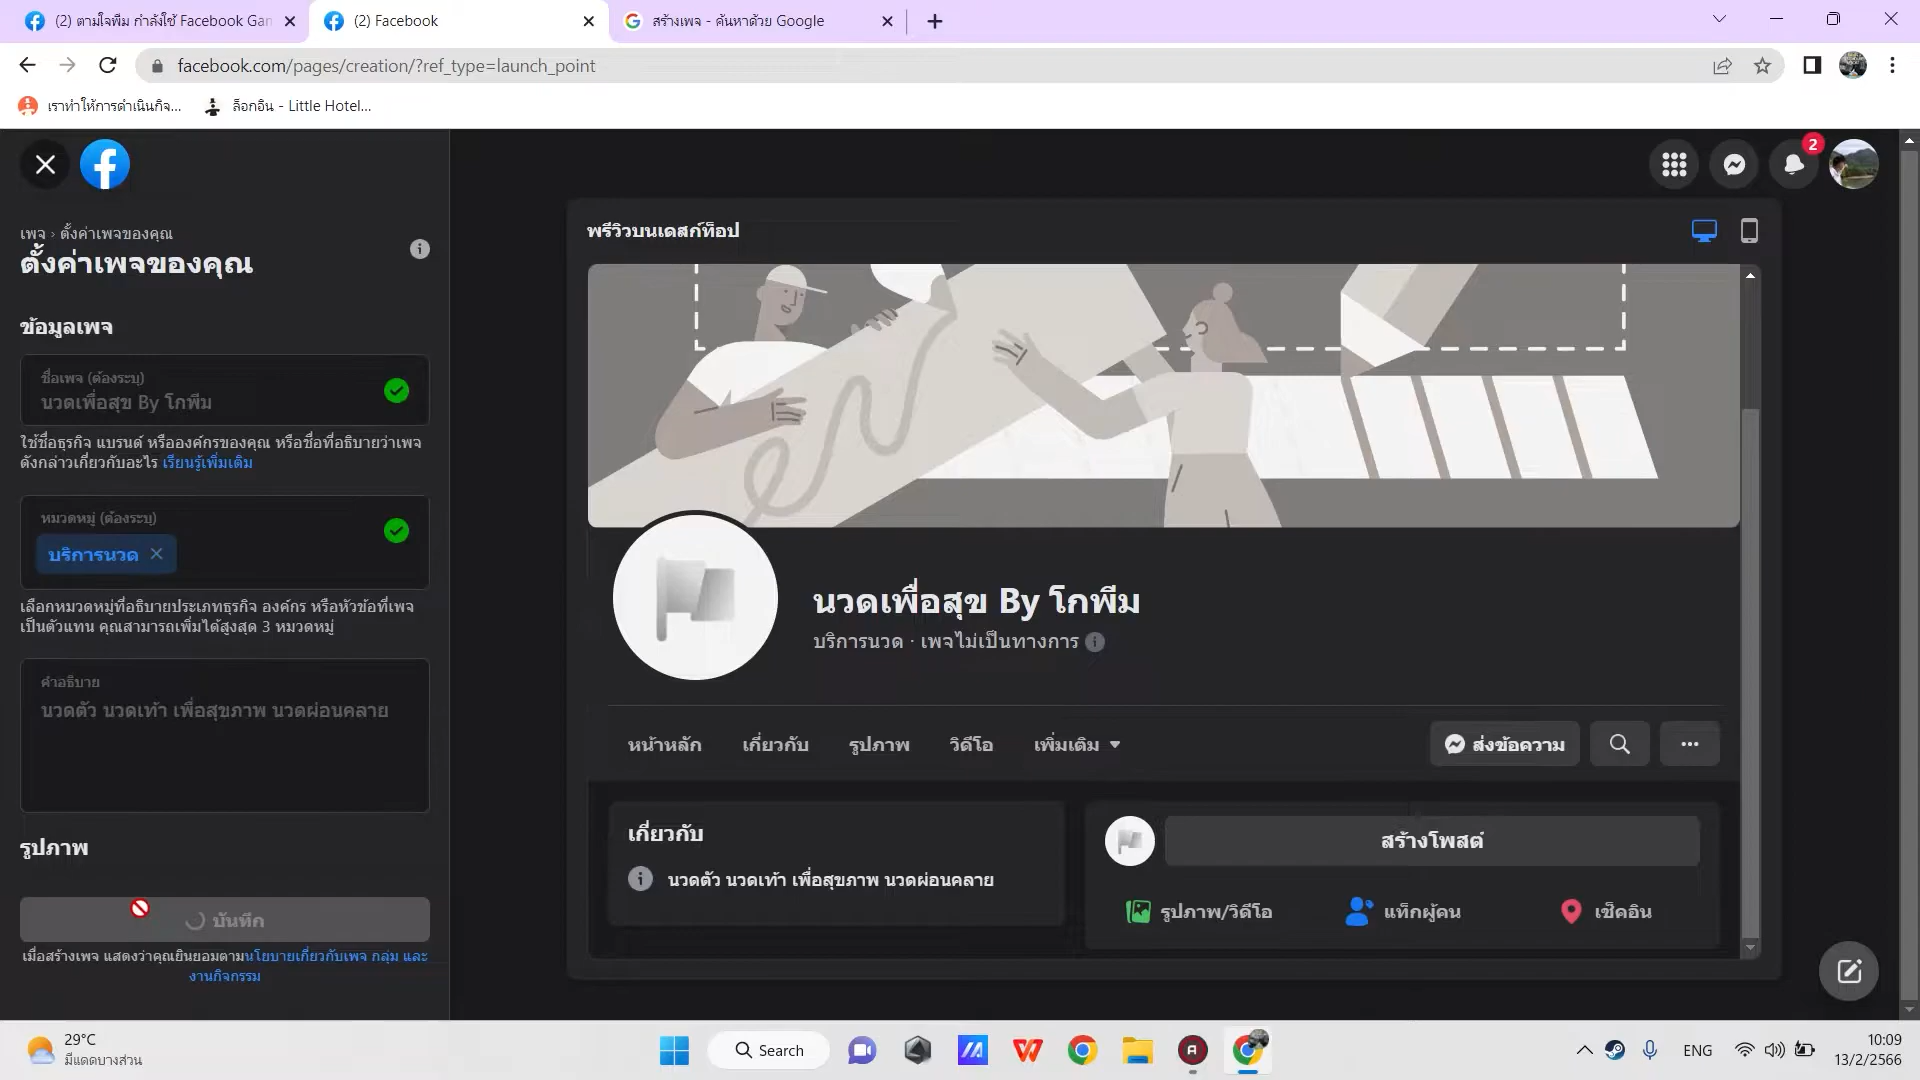 (2) ตามใจพีม กำลังใช้ Facebook Gan
(2) Facebook
สร้างเพจ - ค้นหาด้วย Google
facebook.com/pages/creation/?ref_type=launch_point
เราทำให้การดำเนินกิจ...
ล็อกอิน - Little Hotel...
2
เพจ › ตั้งค่าเพจของคุณ
ตั้งค่าเพจของคุณ
ข้อมูลเพจ
ชื่อเพจ (ต้องระบุ)
นวดเพื่อสุข By โกพีม
ใช้ชื่อธุรกิจ แบรนด์ หรือองค์กรของคุณ หรือชื่อที่อธิบายว่าเพจ
ดังกล่าวเกี่ยวกับอะไร เรียนรู้เพิ่มเติม
หมวดหมู่ (ต้องระบุ)
บริการนวด
เลือกหมวดหมู่ที่อธิบายประเภทธุรกิจ องค์กร หรือหัวข้อที่เพจ
เป็นตัวแทน คุณสามารถเพิ่มได้สูงสุด 3 หมวดหมู่
คำอธิบาย
นวดตัว นวดเท้า เพื่อสุขภาพ นวดผ่อนคลาย
รูปภาพ
บันทึก
เมื่อสร้างเพจ แสดงว่าคุณยินยอมตามนโยบายเกี่ยวกับเพจ กลุ่ม และ
งานกิจกรรม
พรีวิวบนเดสก์ท็อป
นวดเพื่อสุข By โกพีม
บริการนวด · เพจไม่เป็นทางการ
หน้าหลัก เกี่ยวกับ รูปภาพ วิดีโอ เพิ่มเติม
ส่งข้อความ
เกี่ยวกับ
นวดตัว นวดเท้า เพื่อสุขภาพ นวดผ่อนคลาย
สร้างโพสต์
รูปภาพ/วิดีโอ แท็กผู้คน เช็คอิน
29°C
มีแดดบางส่วน
Search
ENG
10:09
13/2/2566